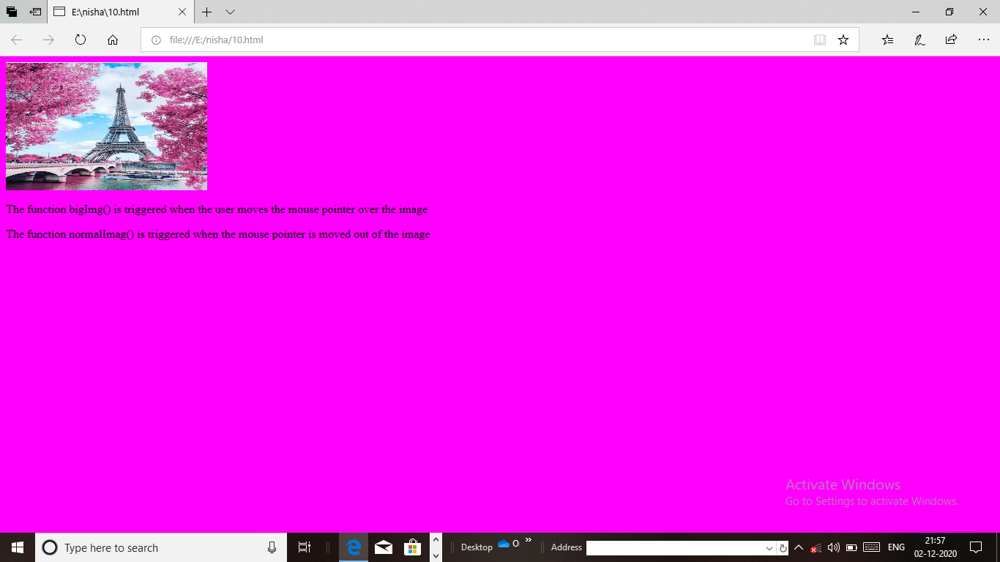 E:\nisha\10.html
file:///E:/nisha/10.html
The function bigImg() is triggered when the user moves the mouse pointer over the image
The function normalImag() is triggered when the mouse pointer is moved out of the image
Activate Windows
Go to Settings to activate Windows.
Type here to search
Desktop
O
Address
ENG
21:57
02-12-2020